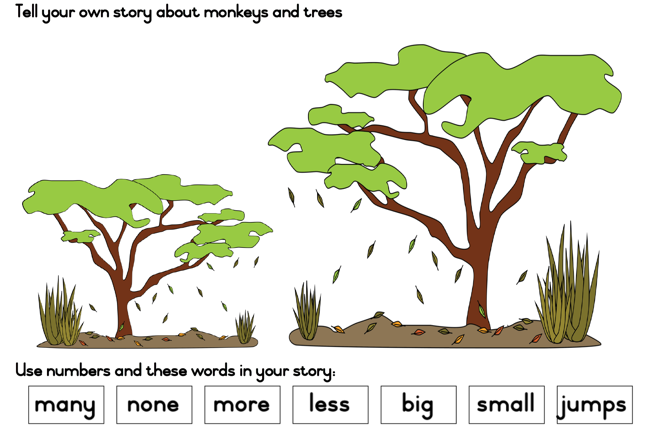 Tell your own story about monkeys and trees
Use numbers and these words in your story:
many none more less big small jumps